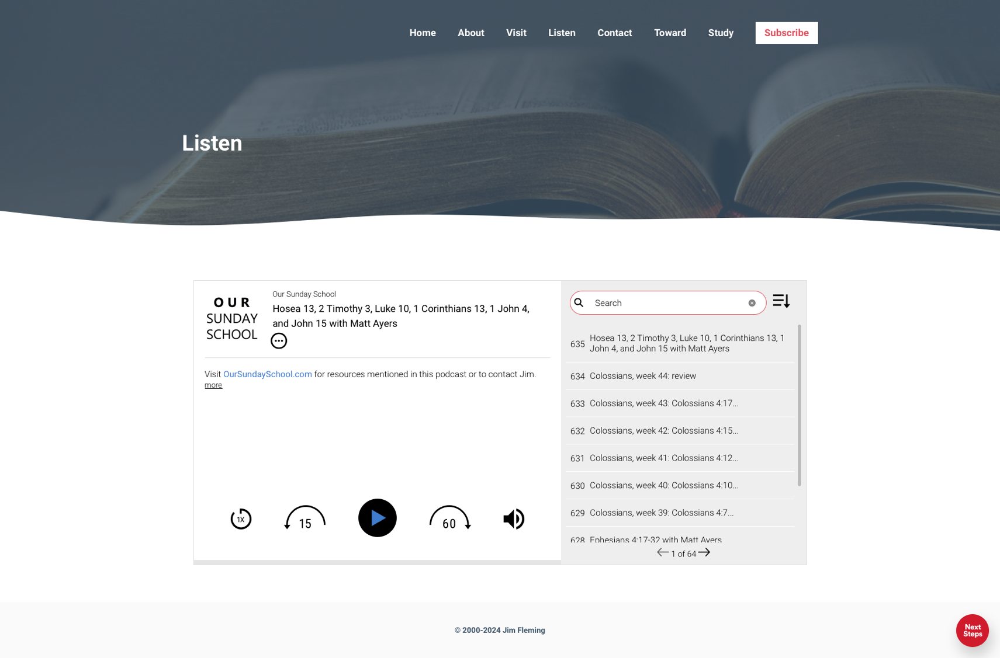 Home About Visit Listen Contact Toward Study Subscribe
Listen
OUR
SUNDAY
SCHOOL
Our Sunday School
Hosea 13, 2 Timothy 3, Luke 10, 1 Corinthians 13, 1 John 4,
and John 15 with Matt Ayers
Visit OurSundaySchool.com for resources mentioned in this podcast or to contact Jim.
more
1X 15 60
Search
635 Hosea 13, 2 Timothy 3, Luke 10, 1 Corinthians 13, 1
John 4, and John 15 with Matt Ayers
634 Colossians, week 44: review
633 Colossians, week 43: Colossians 4:17...
632 Colossians, week 42: Colossians 4:15...
631 Colossians, week 41: Colossians 4:12...
630 Colossians, week 40: Colossians 4:10...
629 Colossians, week 39: Colossians 4:7...
628 Ephesians 4:17-32 with Matt Ayers
1 of 64
© 2000-2024 Jim Fleming
Next
Steps